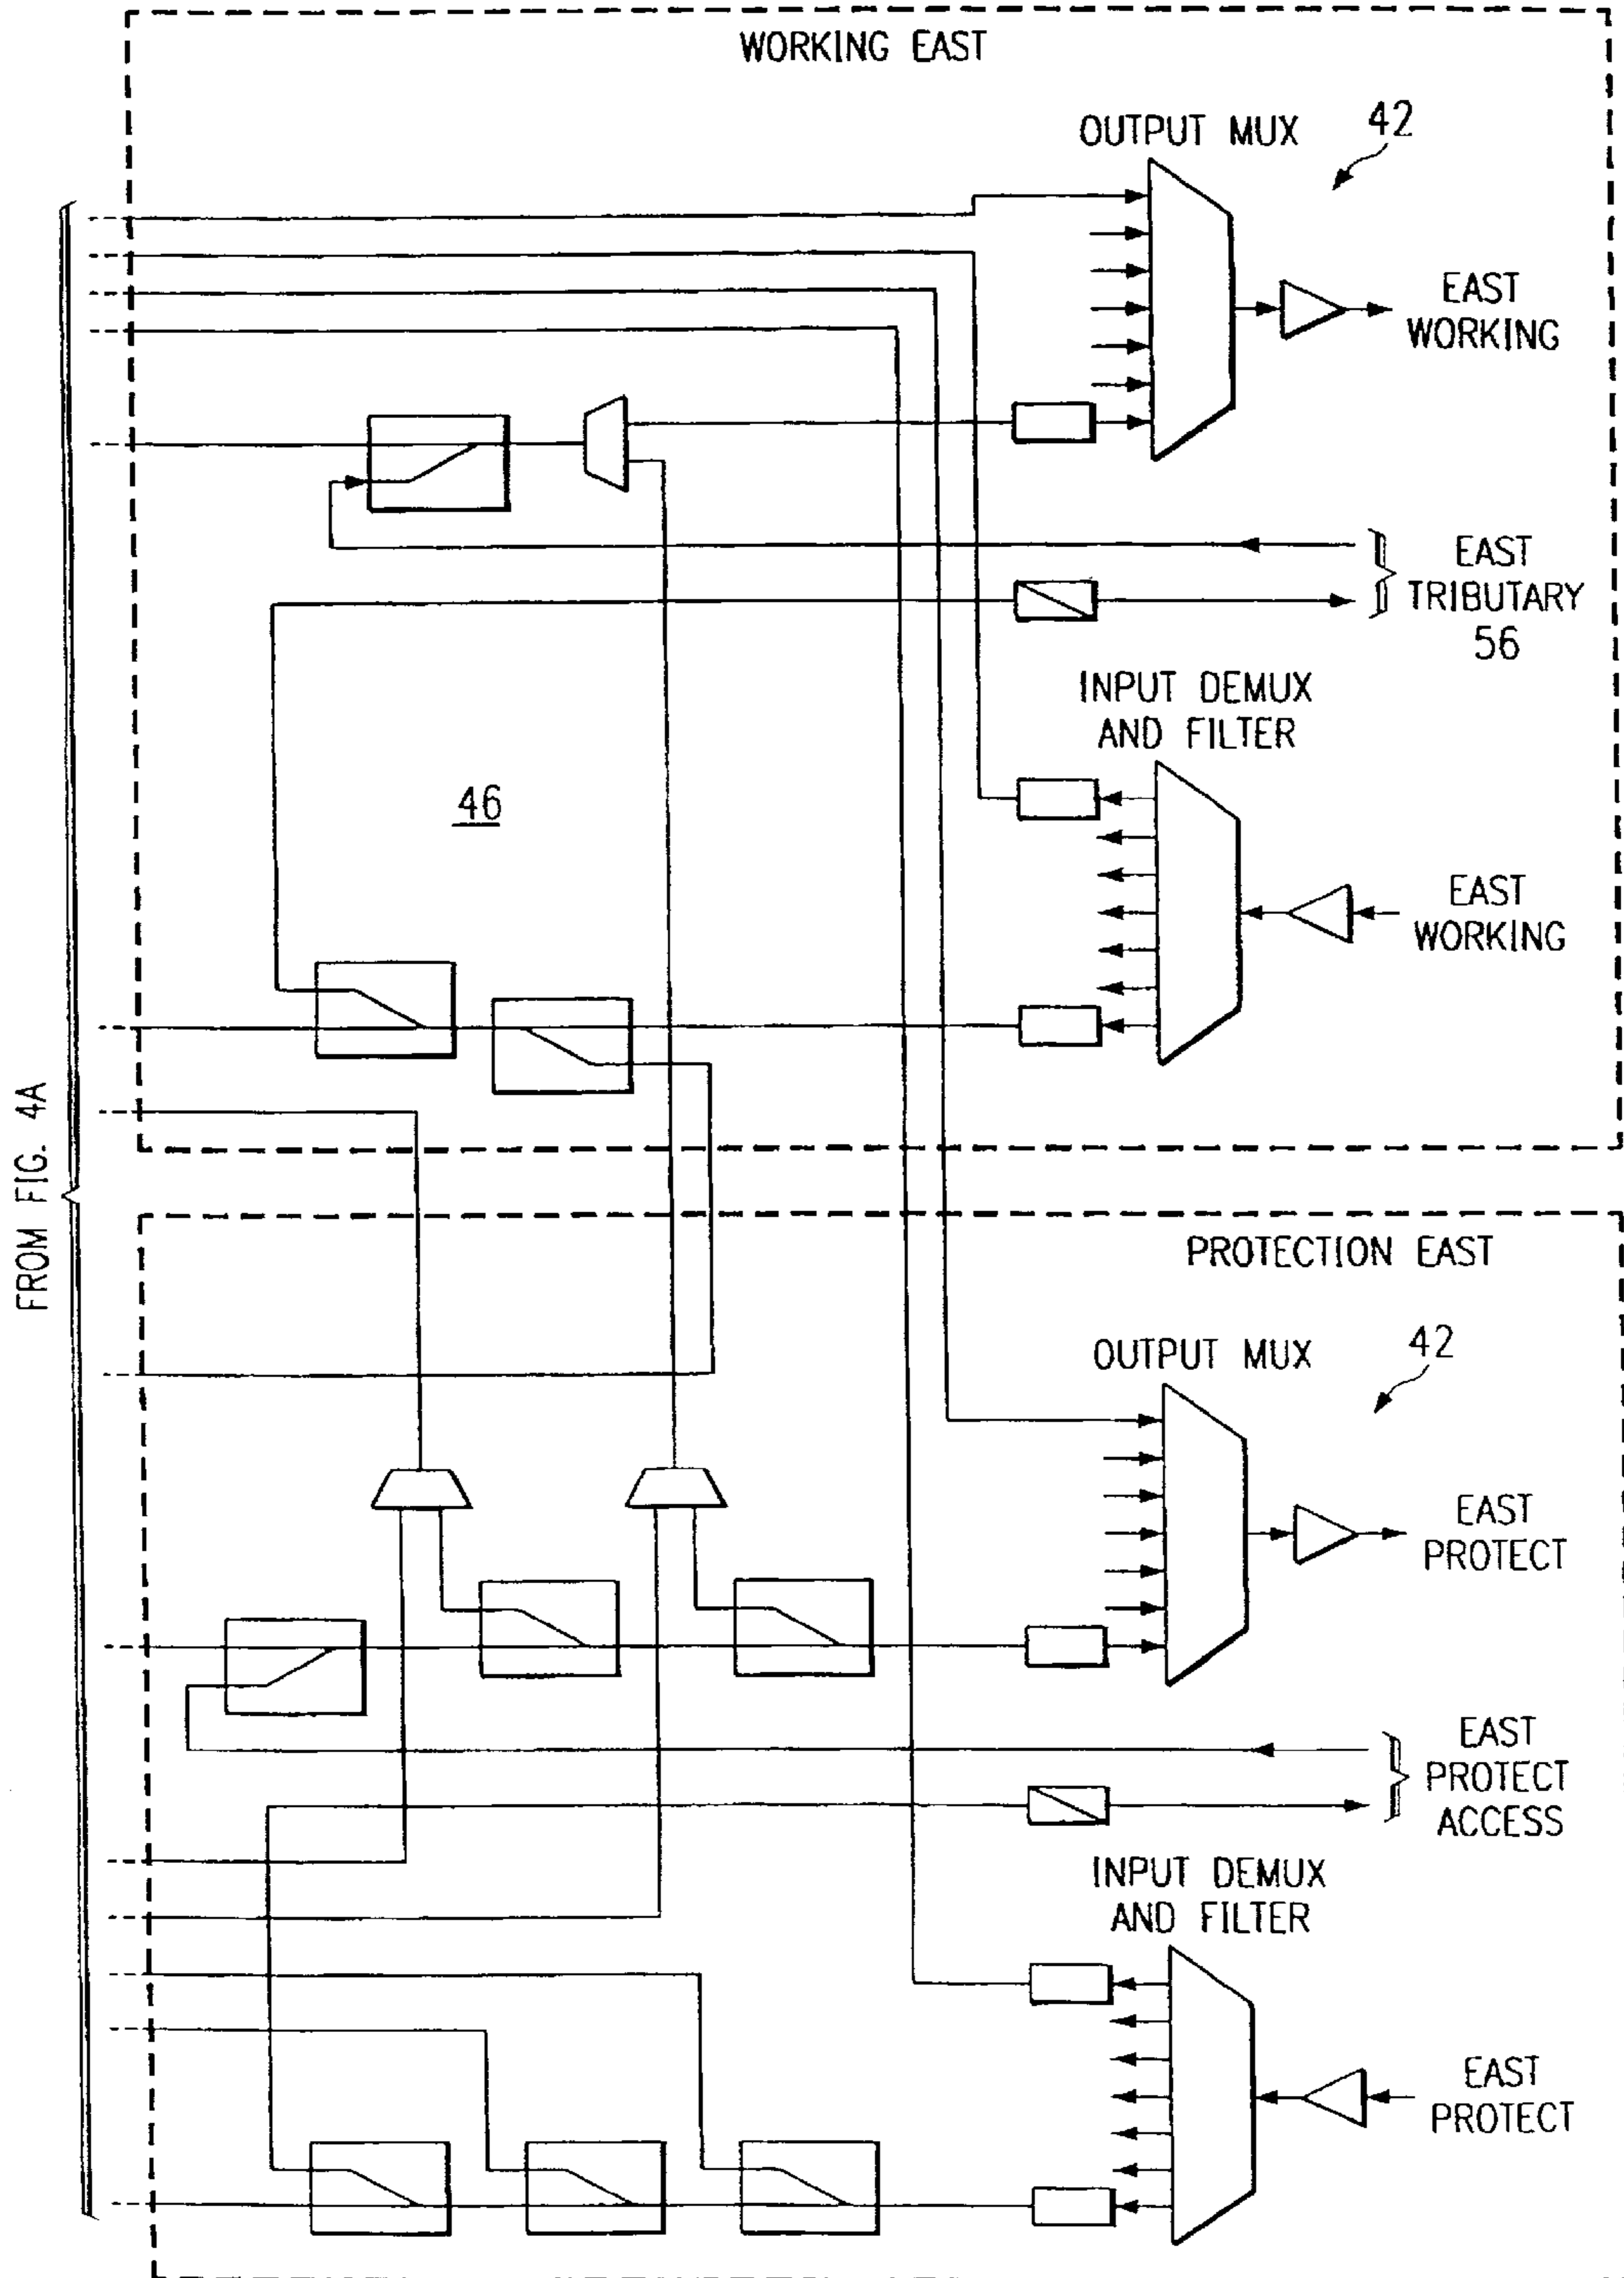 WORKING EAST
OUTPUT MUX
42
EAST
WORKING
EAST
TRIBUTARY
56
INPUT DEMUX
AND FILTER
46
EAST
WORKING
FROM FIG. 4A
PROTECTION EAST
OUTPUT MUX
42
EAST
PROTECT
EAST
PROTECT
ACCESS
INPUT DEMUX
AND FILTER
EAST
PROTECT